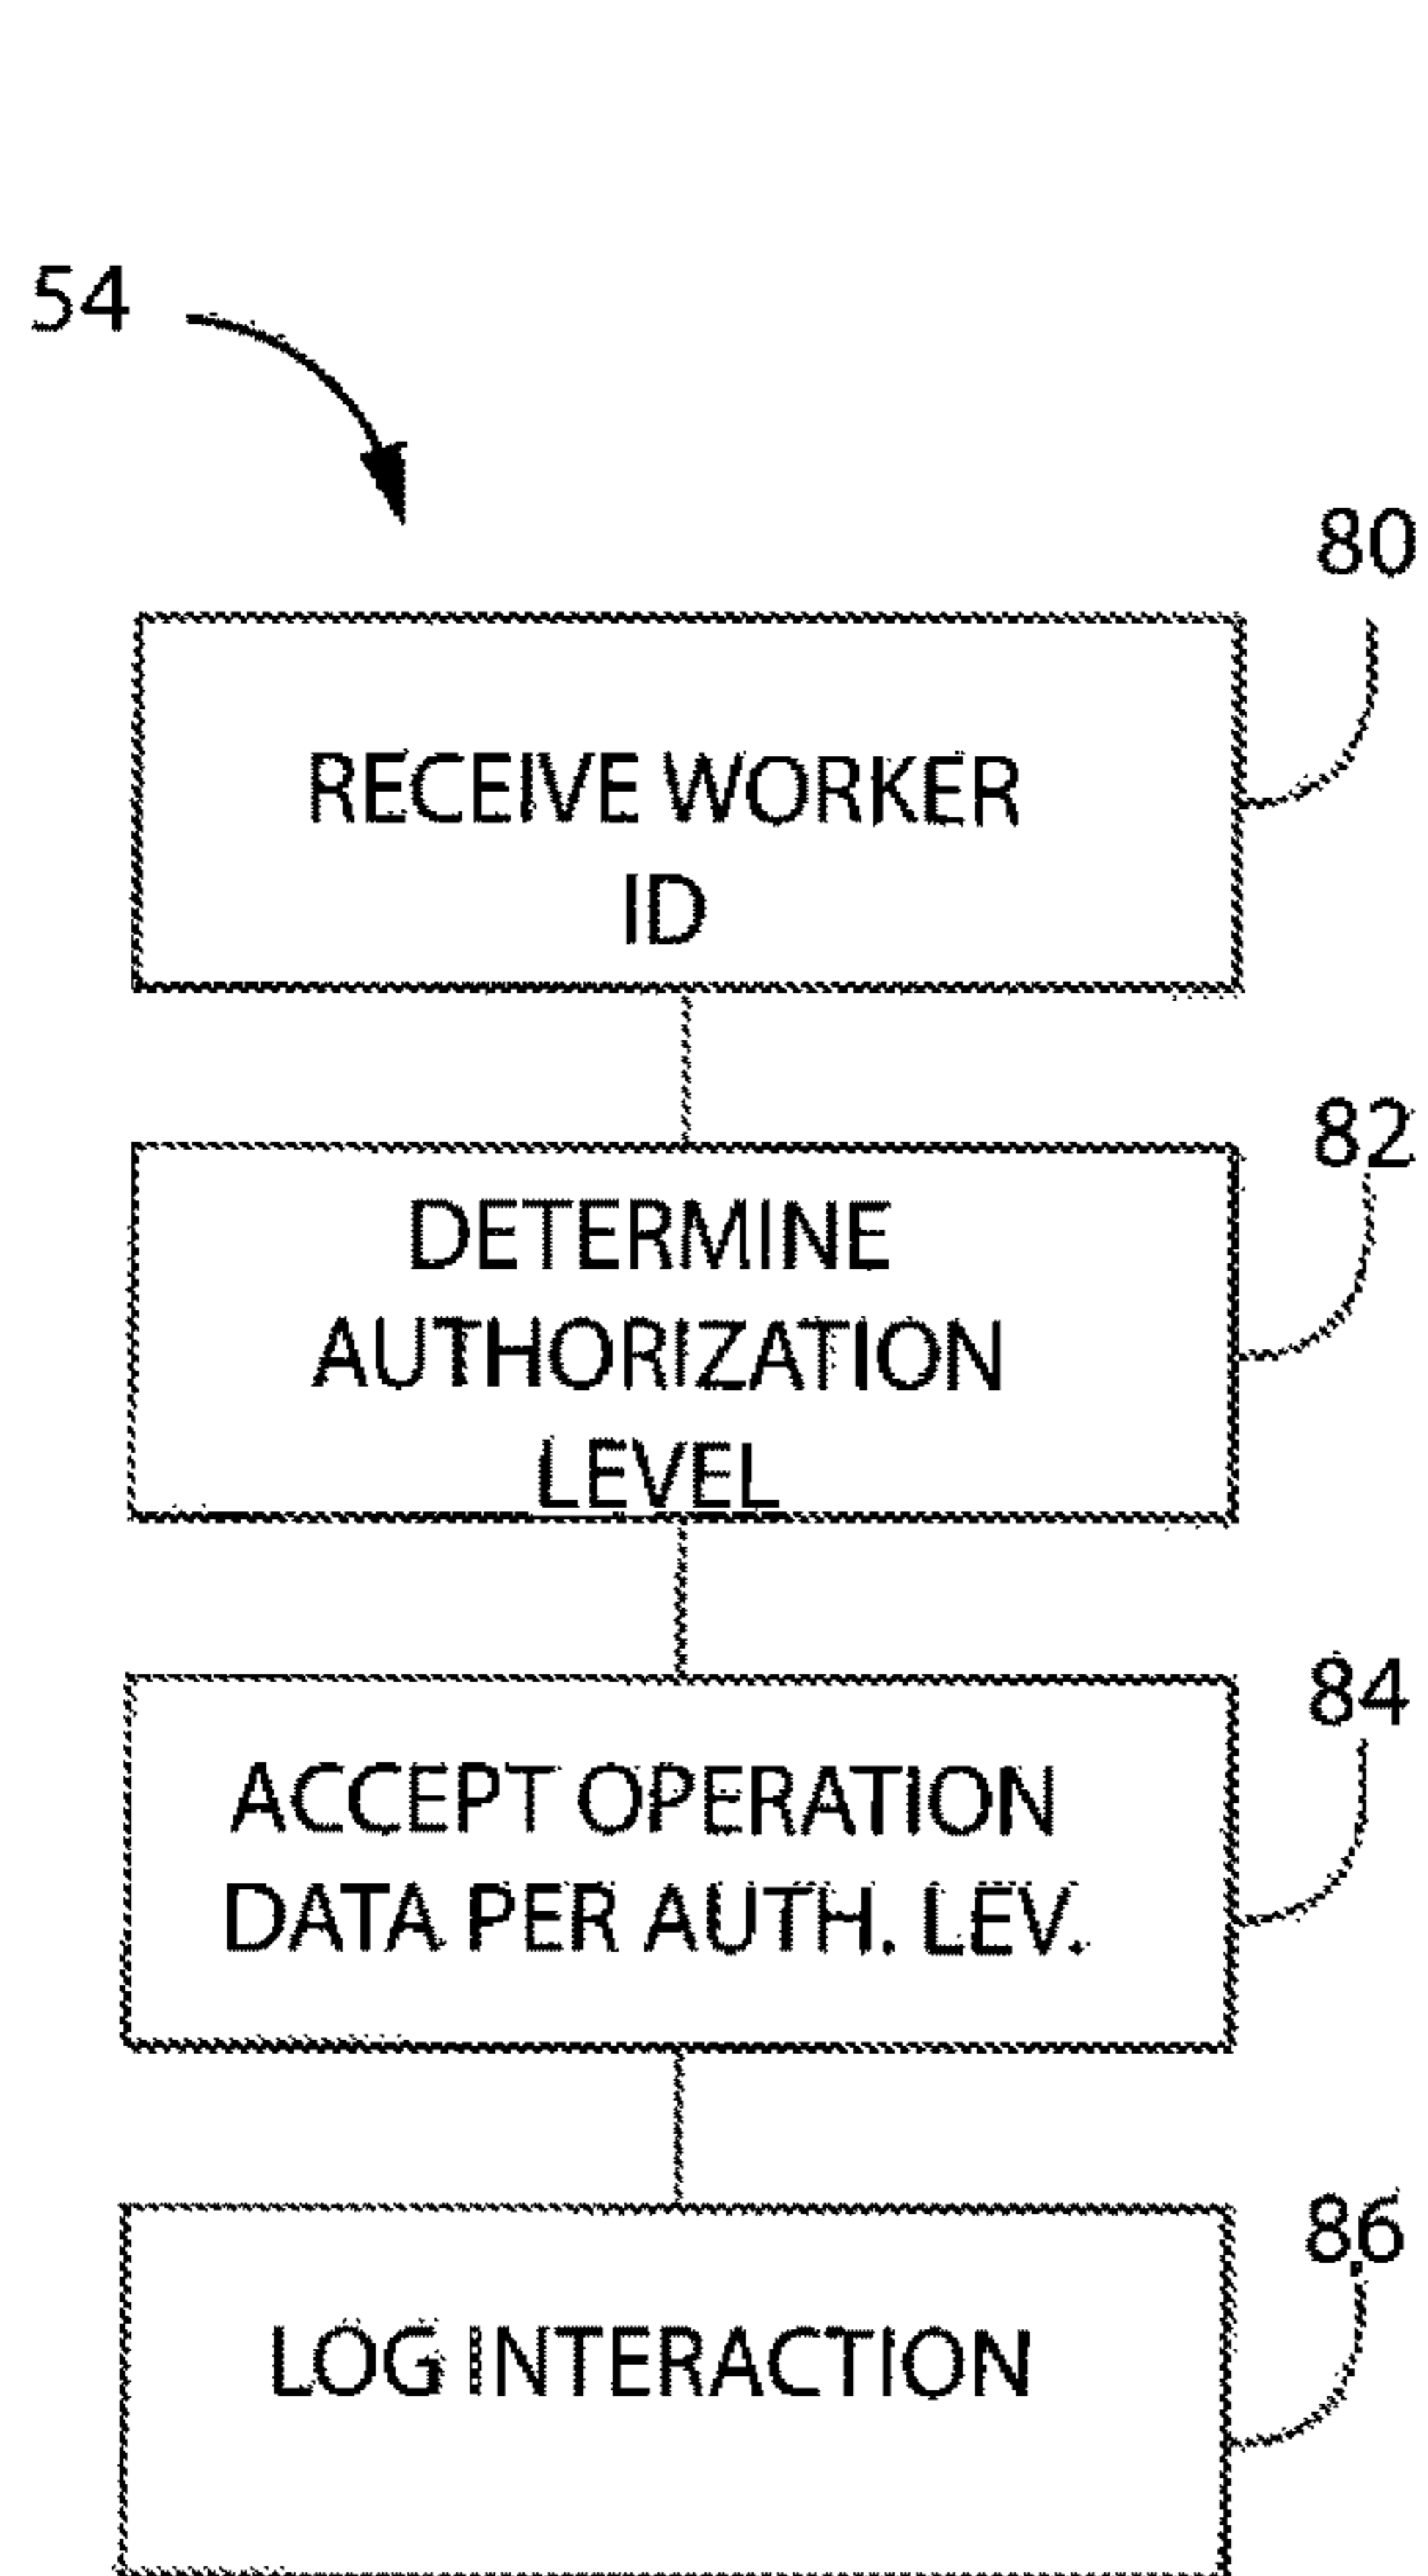 54
80
RECEIVE WORKER
ID
82
DETERMINE
AUTHORIZATION
LEVEL
84
ACCEPT OPERATION
DATA PER AUTH. LEV.
86
LOG INTERACTION